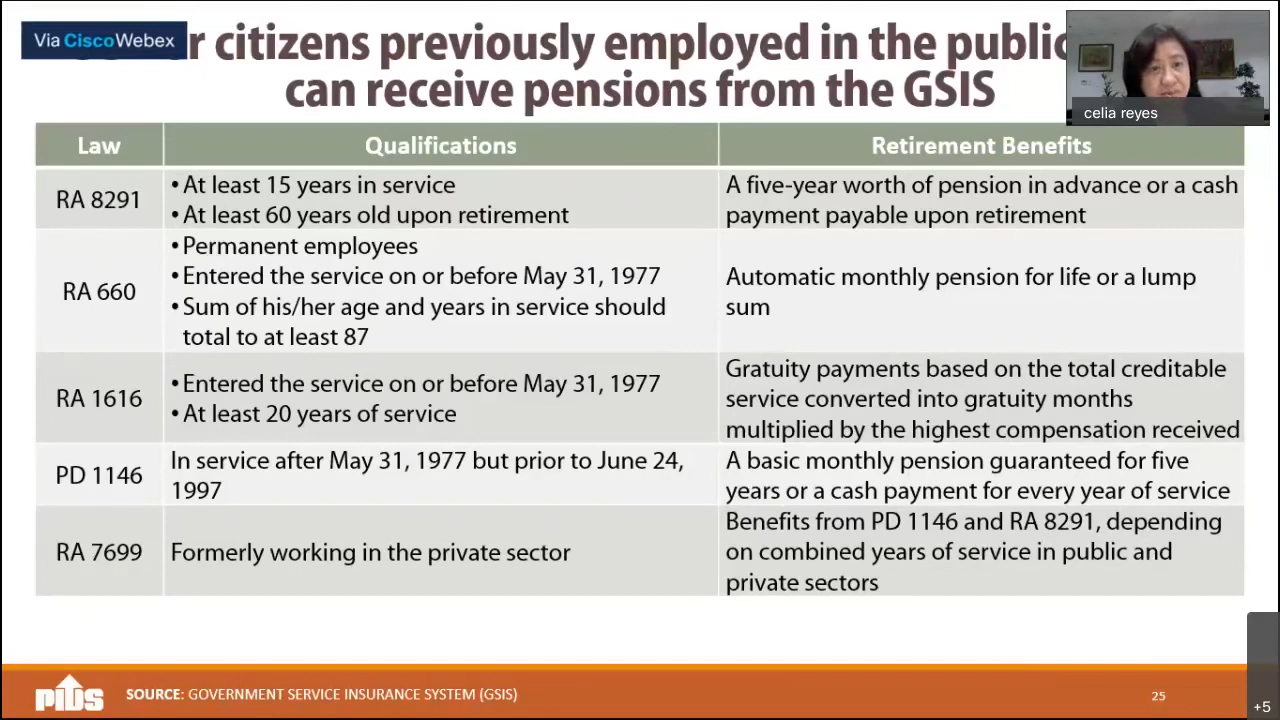 Via CiscoWebex
r citizens previously employed in the public
can receive pensions from the GSIS
celia reyes
Law
Qualifications
Retirement Benefits
RA 8291
• At least 15 years in service
• At least 60 years old upon retirement
A five-year worth of pension in advance or a cash
payment payable upon retirement
RA 660
• Permanent employees
• Entered the service on or before May 31, 1977
• Sum of his/her age and years in service should
total to at least 87
Automatic monthly pension for life or a lump
sum
RA 1616
• Entered the service on or before May 31, 1977
• At least 20 years of service
Gratuity payments based on the total creditable
service converted into gratuity months
multiplied by the highest compensation received
PD 1146
In service after May 31, 1977 but prior to June 24,
1997
A basic monthly pension guaranteed for five
years or a cash payment for every year of service
RA 7699
Formerly working in the private sector
Benefits from PD 1146 and RA 8291, depending
on combined years of service in public and
private sectors
pids
SOURCE: GOVERNMENT SERVICE INSURANCE SYSTEM (GSIS)
25
+5